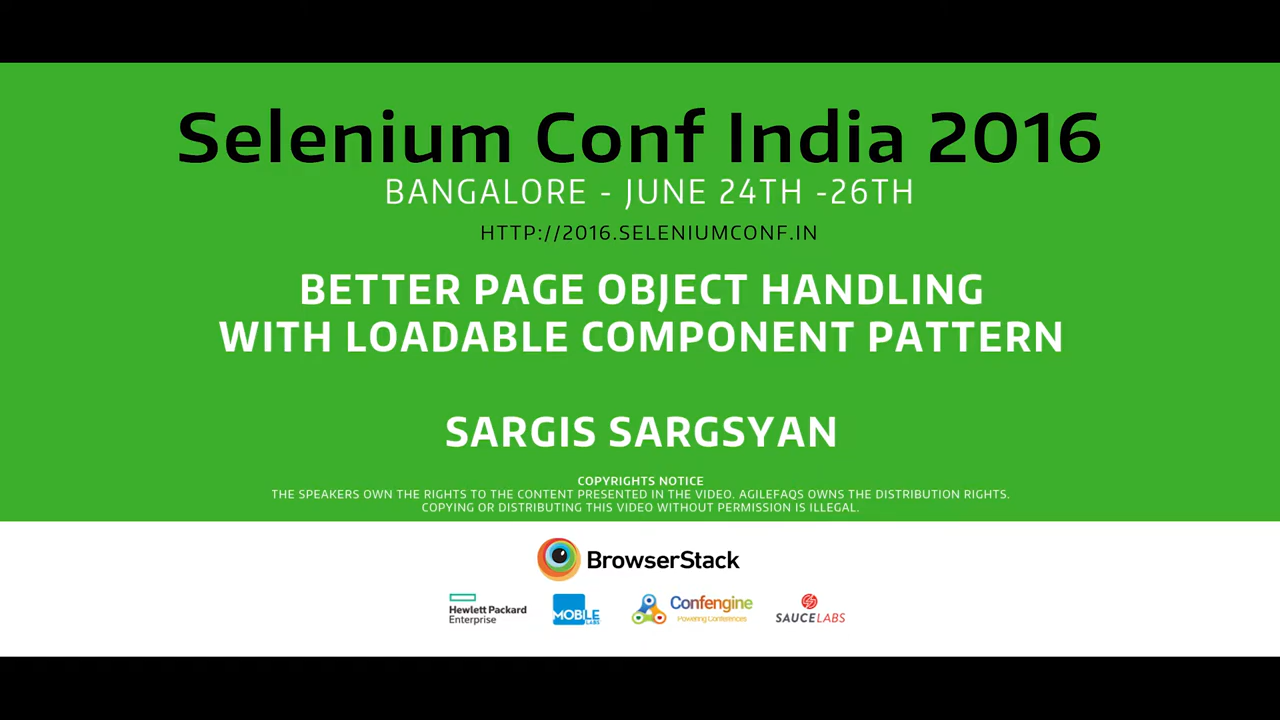 Selenium Conf India 2016
BANGALORE - JUNE 24TH -26TH
HTTP://2016.SELENIUMCONF.IN
BETTER PAGE OBJECT HANDLING
WITH LOADABLE COMPONENT PATTERN
SARGIS SARGSYAN
COPYRIGHTS NOTICE
THE SPEAKERS OWN THE RIGHTS TO THE CONTENT PRESENTED IN THE VIDEO. AGILEFAQS OWNS THE DISTRIBUTION RIGHTS.
COPYING OR DISTRIBUTING THIS VIDEO WITHOUT PERMISSION IS ILLEGAL.
BrowserStack
Hewlett Packard
Enterprise
MOBILE
LABS
Confengine
Powering Conferences
SAUCELABS